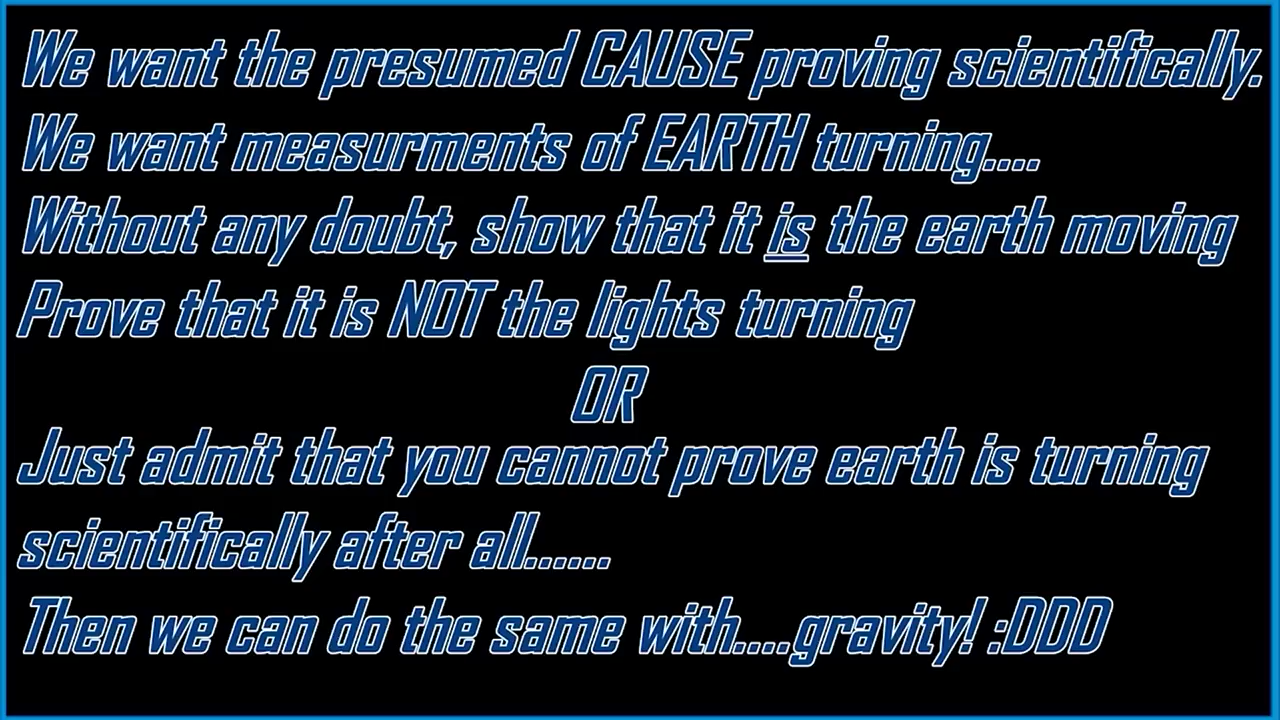 We want the presumed CAUSE proving scientifically.
We want measurments of EARTH turning....
Without any doubt, show that it is the earth moving
Prove that it is NOT the lights turning
OR
Just admit that you cannot prove earth is turning
scientifically after all......
Then we can do the same with....gravity! :DDD